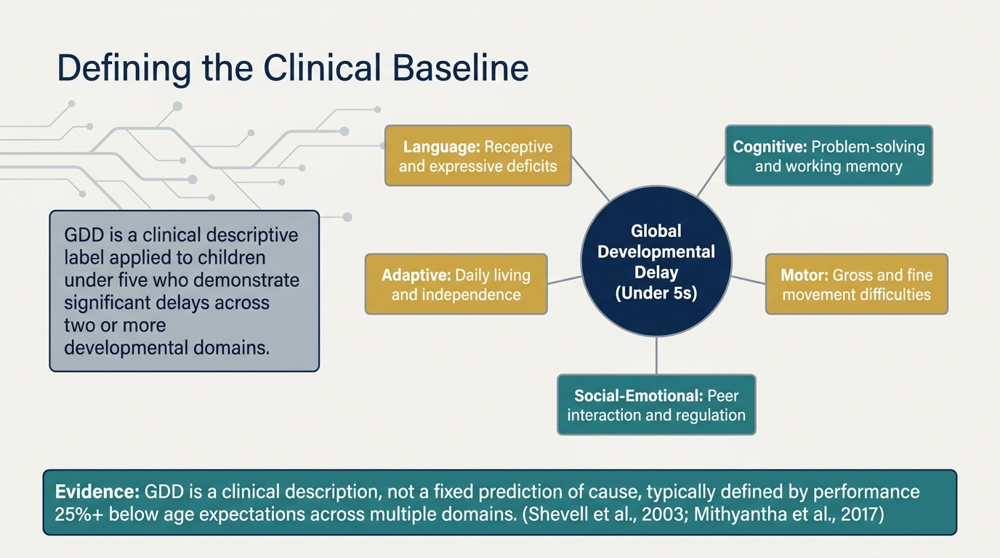 Defining the Clinical Baseline
GDD is a clinical descriptive
label applied to children
under five who demonstrate
significant delays across
two or more
developmental domains.
Language: Receptive
and expressive deficits
Cognitive: Problem-solving
and working memory
Global
Developmental
Delay
(Under 5s)
Adaptive: Daily living
and independence
Motor: Gross and fine
movement difficulties
Social-Emotional: Peer
interaction and regulation
Evidence: GDD is a clinical description, not a fixed prediction of cause, typically defined by performance
25%+ below age expectations across multiple domains. (Shevell et al., 2003; Mithyantha et al., 2017)